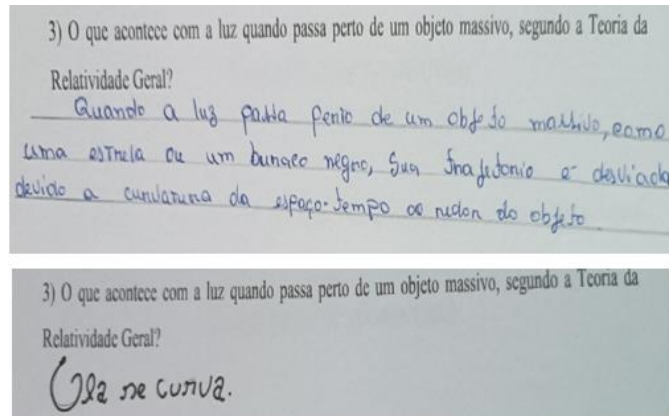 3) O que acontece com a luz quando passa perto de um objeto massivo, segundo a Teoria da
Relatividade Geral?
Quando a luz passa perto de um objeto massivo, como
uma estrela ou um buraco negro, sua trajetoria é desviada
devido a curvatura da espaço-tempo ao redor do objeto
3) O que acontece com a luz quando passa perto de um objeto massivo, segundo a Teoria da
Relatividade Geral?
Ela se curva.